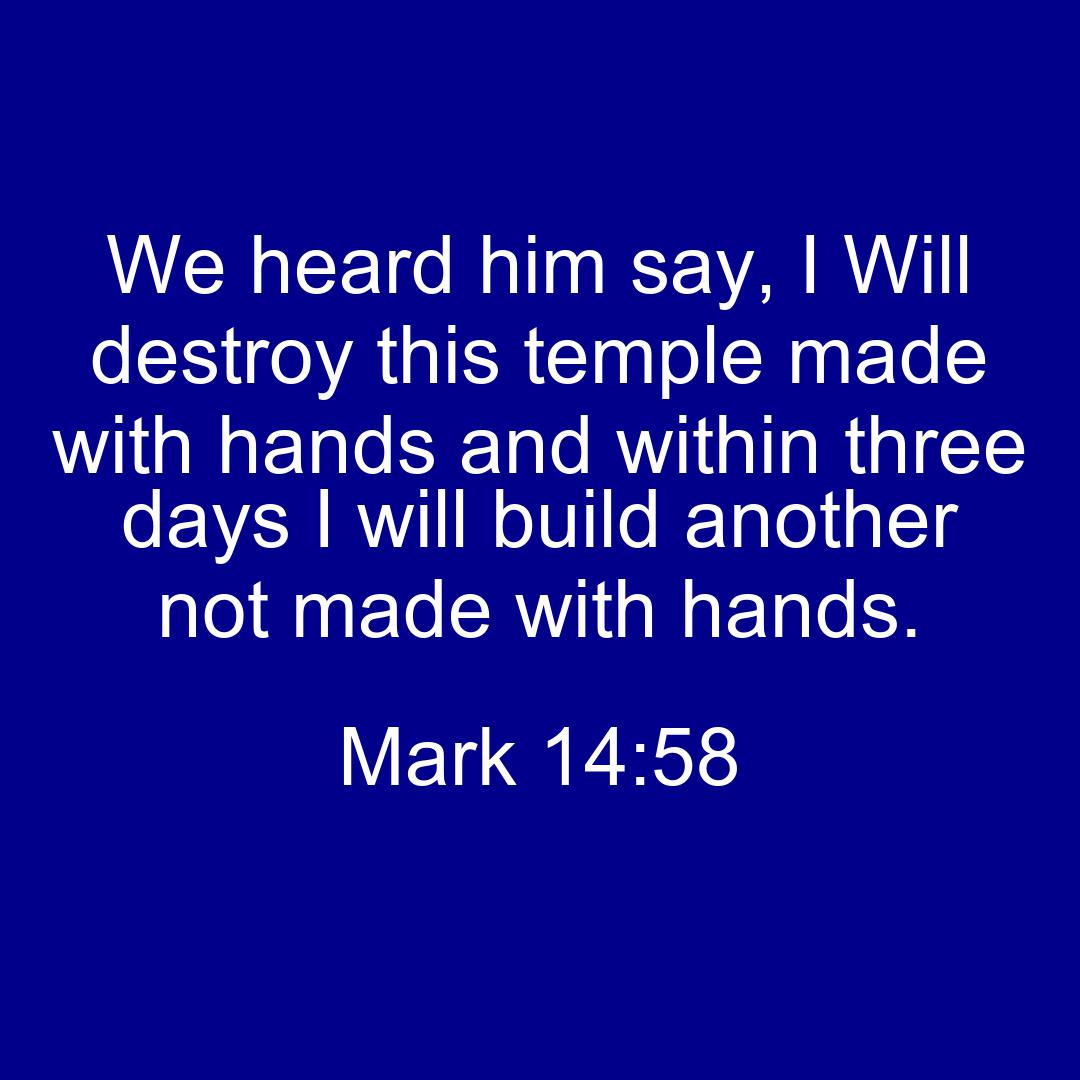 We heard him say, I Will
destroy this temple made
with hands and within three
days I will build another
not made with hands.
Mark 14:58